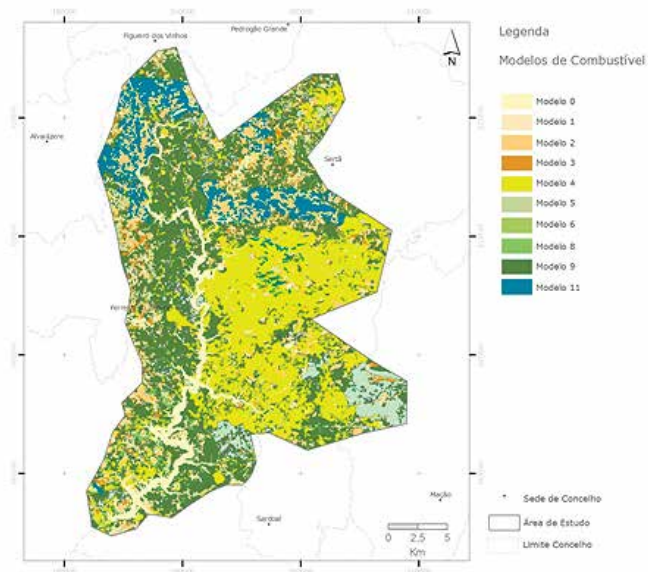 Figueiró dos Vinhos
Pedrogão Grande
N
Alvaiázere
Sertã
Ferre
Mação
Sardoal
0 2.5 5
Km
Legenda
Modelos de Combustível
Modelo 0
Modelo 1
Modelo 2
Modelo 3
Modelo 4
Modelo 5
Modelo 6
Modelo 8
Modelo 9
Modelo 11
Sede de Concelho
Área de Estudo
Limite Concelho